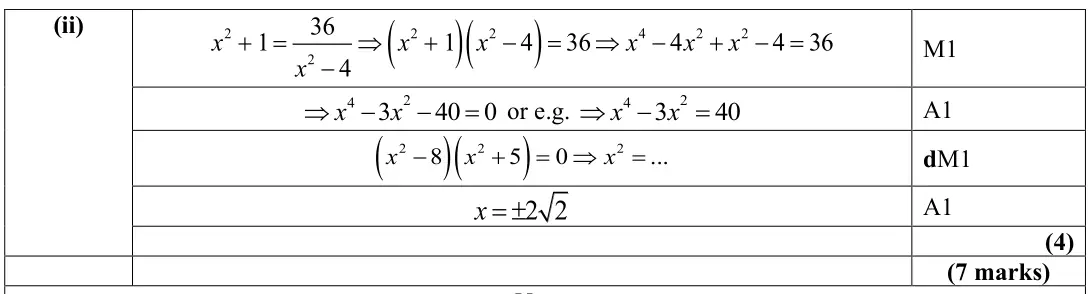 (ii) x² + 1 = 36/(x² − 4) ⇒ (x² + 1)(x² − 4) = 36 ⇒ x⁴ − 4x² + x² − 4 = 36 M1
⇒ x⁴ − 3x² − 40 = 0 or e.g. ⇒ x⁴ − 3x² = 40 A1
(x² − 8)(x² + 5) = 0 ⇒ x² = ... dM1
x = ±2√2 A1
(4)
(7 marks)